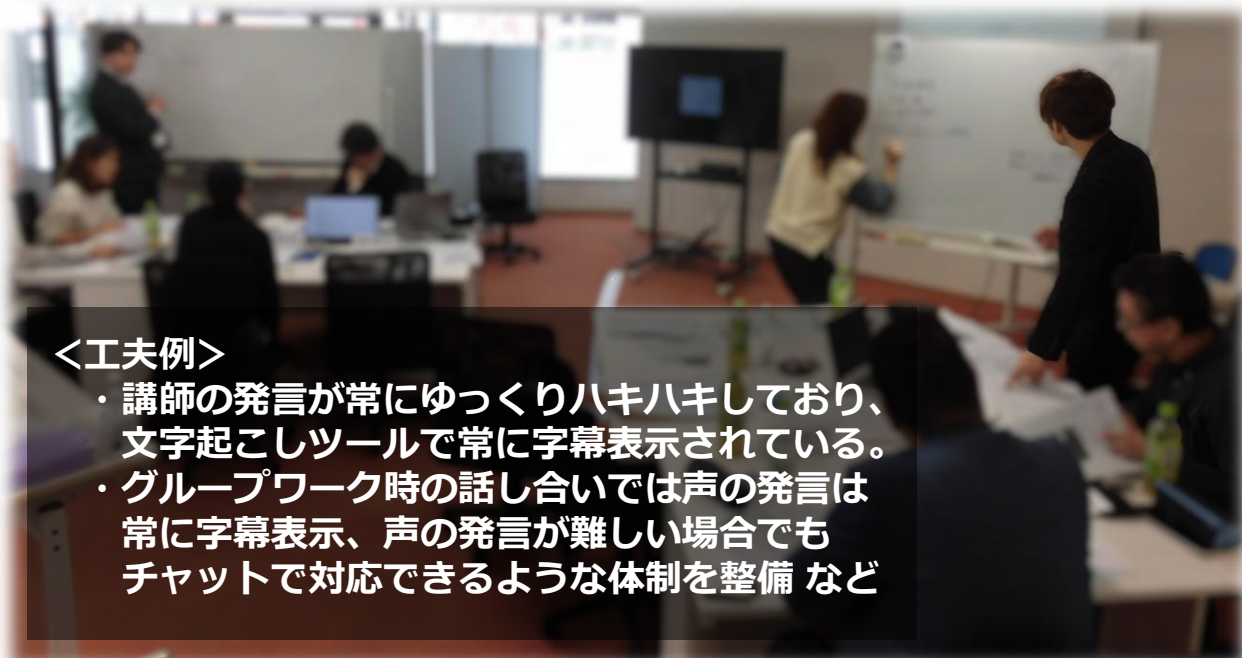 ＜工夫例＞
・講師の発言が常にゆっくりハキハキしており、
文字起こしツールで常に字幕表示されている。
・グループワーク時の話し合いでは声の発言は
常に字幕表示、声の発言が難しい場合でも
チャットで対応できるような体制を整備 など